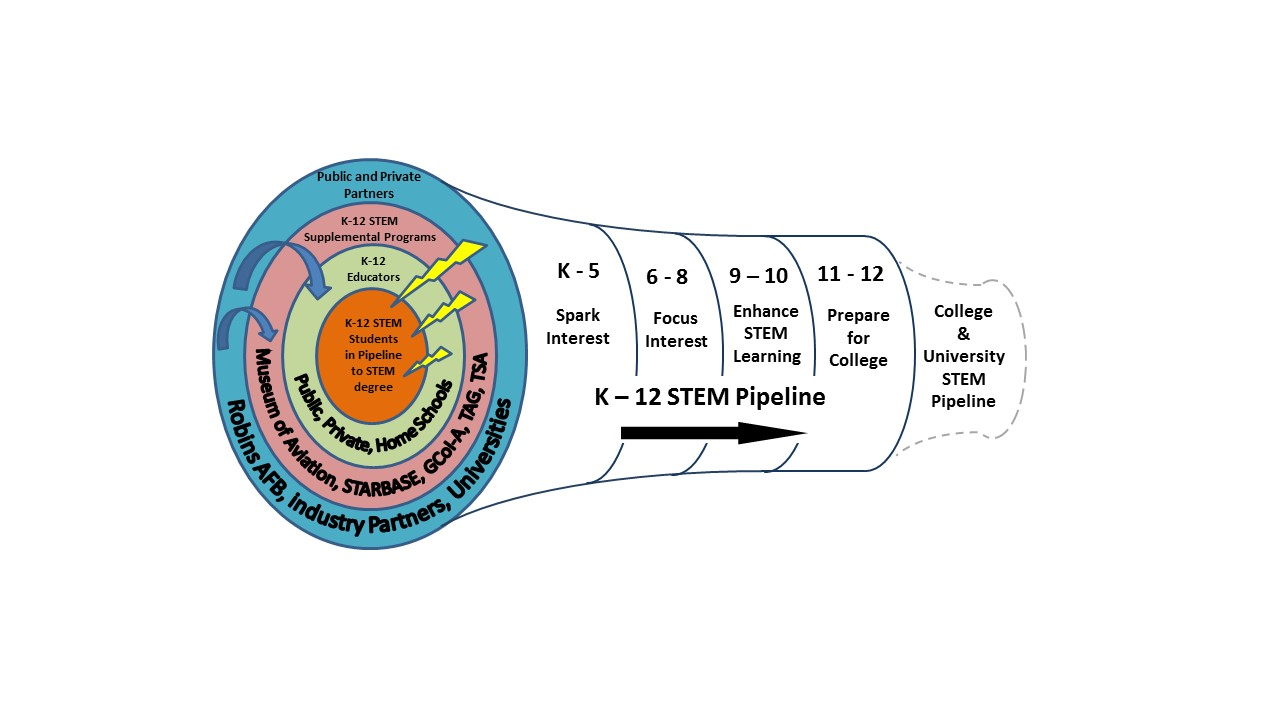 Public and Private
Partners
K-12 STEM
Supplemental Programs
K-12
Educators
K-12 STEM
Students
in Pipeline
to STEM
degree
Public, Private, Home Schools
Museum of Aviation, STARBASE, GCoI-A, TAG, TSA
Robins AFB, industry Partners, Universities
K - 5
Spark
Interest
6 - 8
Focus
Interest
9 – 10
Enhance
STEM
Learning
11 - 12
Prepare
for
College
K – 12 STEM Pipeline
College
&
University
STEM
Pipeline